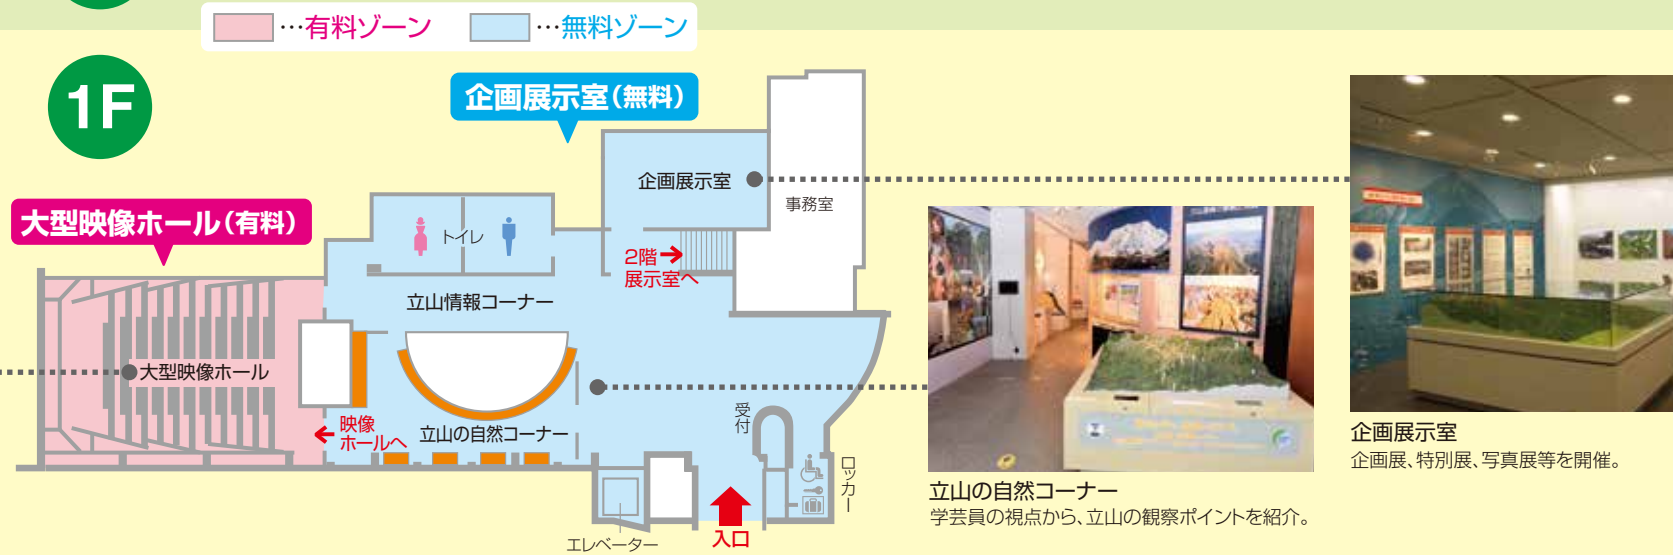 …有料ゾーン
…無料ゾーン
1F
企画展示室(無料)
企画展示室
事務室
大型映像ホール(有料)
トイレ
2階
展示室へ
立山情報コーナー
大型映像ホール
映像
ホールへ
立山の自然コーナー
受付
ロッカー
エレベーター
入口
立山の自然コーナー
学芸員の視点から、立山の観察ポイントを紹介。
企画展示室
企画展、特別展、写真展等を開催。